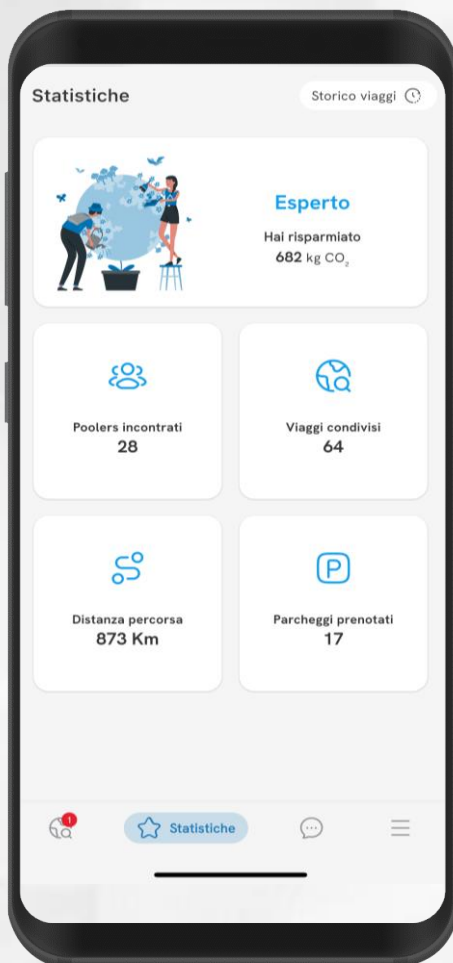 Statistiche
Storico viaggi
Esperto
Hai risparmiato
682 kg CO₂
Poolers incontrati
28
Viaggi condivisi
64
Distanza percorsa
873 Km
P
Parcheggi prenotati
17
1
Statistiche